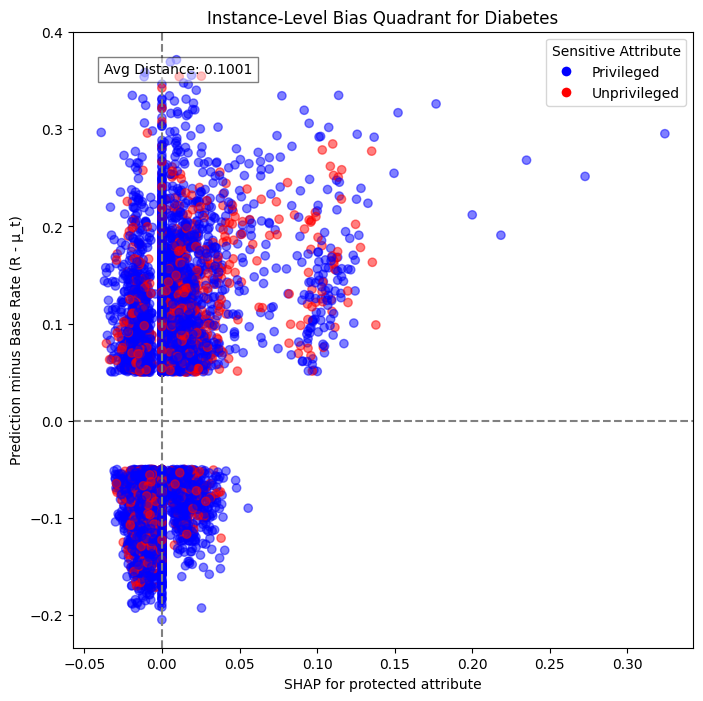 Instance-Level Bias Quadrant for Diabetes
Avg Distance: 0.1001
Sensitive Attribute
Privileged
Unprivileged
Prediction minus Base Rate (R - μ_t)
0.4
0.3
0.2
0.1
0.0
−0.1
−0.2
−0.05
0.00
0.05
0.10
0.15
0.20
0.25
0.30
SHAP for protected attribute